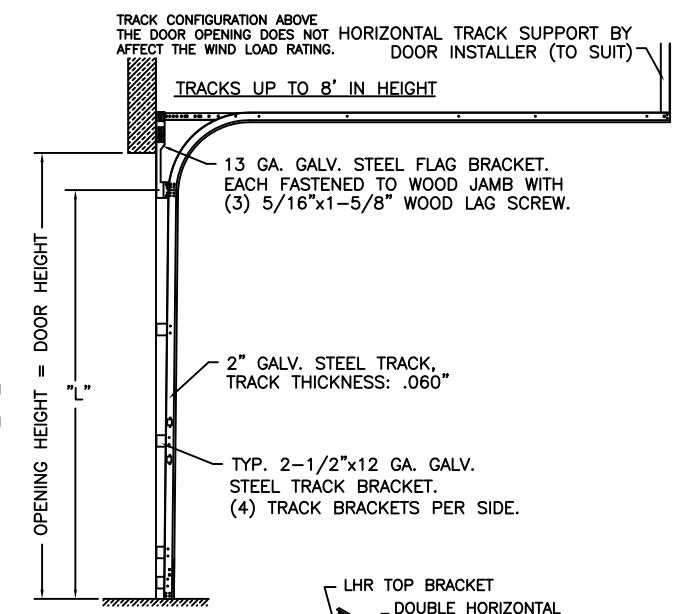 TRACK CONFIGURATION ABOVE
THE DOOR OPENING DOES NOT
AFFECT THE WIND LOAD RATING.
HORIZONTAL TRACK SUPPORT BY
DOOR INSTALLER (TO SUIT)
TRACKS UP TO 8' IN HEIGHT
13 GA. GALV. STEEL FLAG BRACKET.
EACH FASTENED TO WOOD JAMB WITH
(3) 5/16"x1-5/8" WOOD LAG SCREW.
OPENING HEIGHT = DOOR HEIGHT
"L"
2" GALV. STEEL TRACK,
TRACK THICKNESS: .060"
TYP. 2-1/2"x12 GA. GALV.
STEEL TRACK BRACKET.
(4) TRACK BRACKETS PER SIDE.
LHR TOP BRACKET
DOUBLE HORIZONTAL